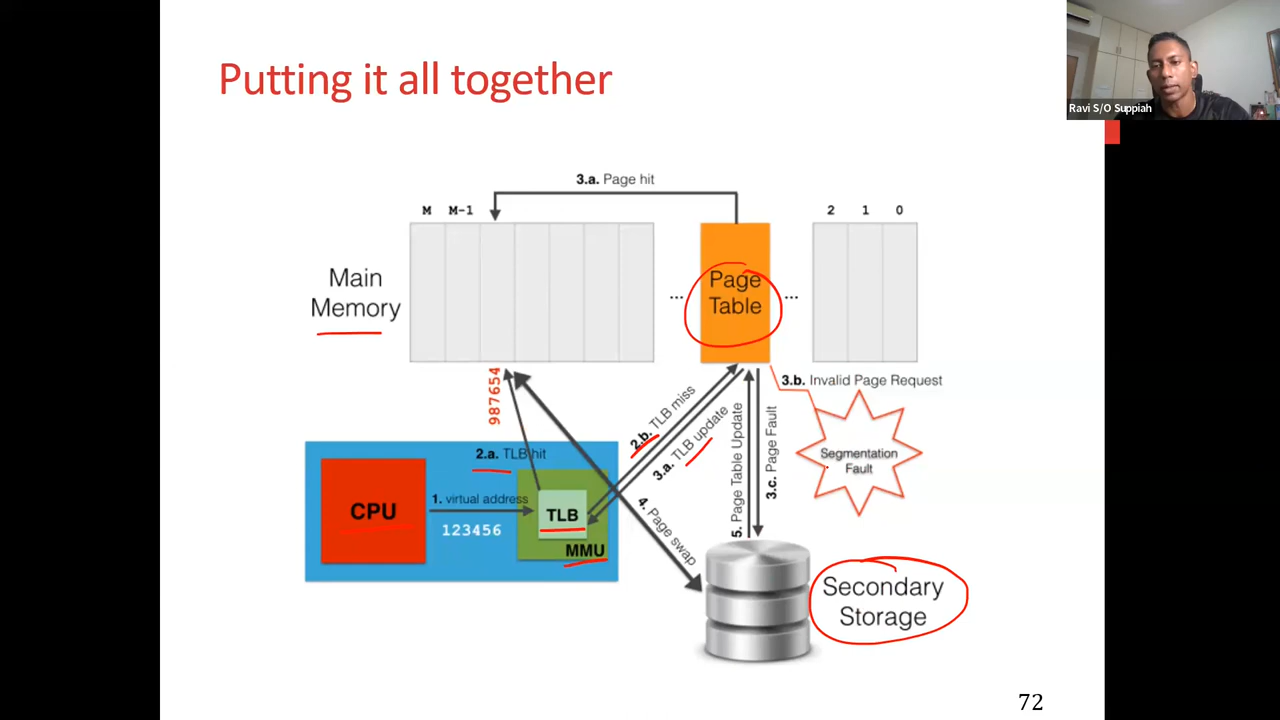 Ravi S/O Suppiah
Putting it all together
3.a. Page hit
M M-1
2 1 0
Main
Memory
...
Page
Table
...
3.b. Invalid Page Request
987654
2.b. TLB miss
3.a. TLB update
5. Page Table Update
3.c. Page Fault
Segmentation
Fault
2.a. TLB hit
CPU
1. virtual address
123456
TLB
MMU
4. Page swap
Secondary
Storage
72